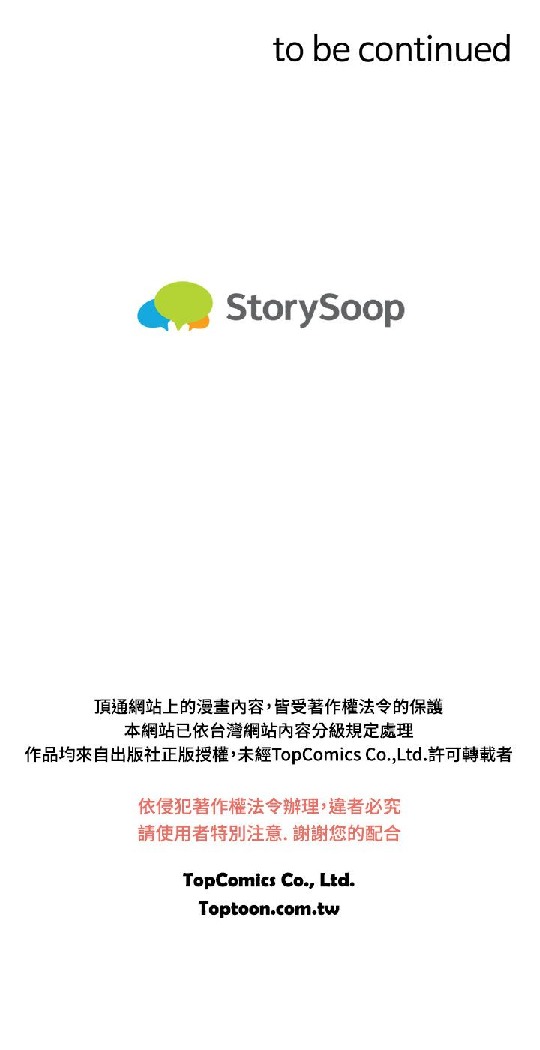 to be continued
StorySoop
頂通網站上的漫畫內容，皆受著作權法令的保護
本網站已依台灣網站內容分級規定處理
作品均來自出版社正版授權，未經TopComics Co.,Ltd.許可轉載者
依侵犯著作權法令辦理，違者必究
請使用者特別注意. 謝謝您的配合
TopComics Co., Ltd.
Toptoon.com.tw